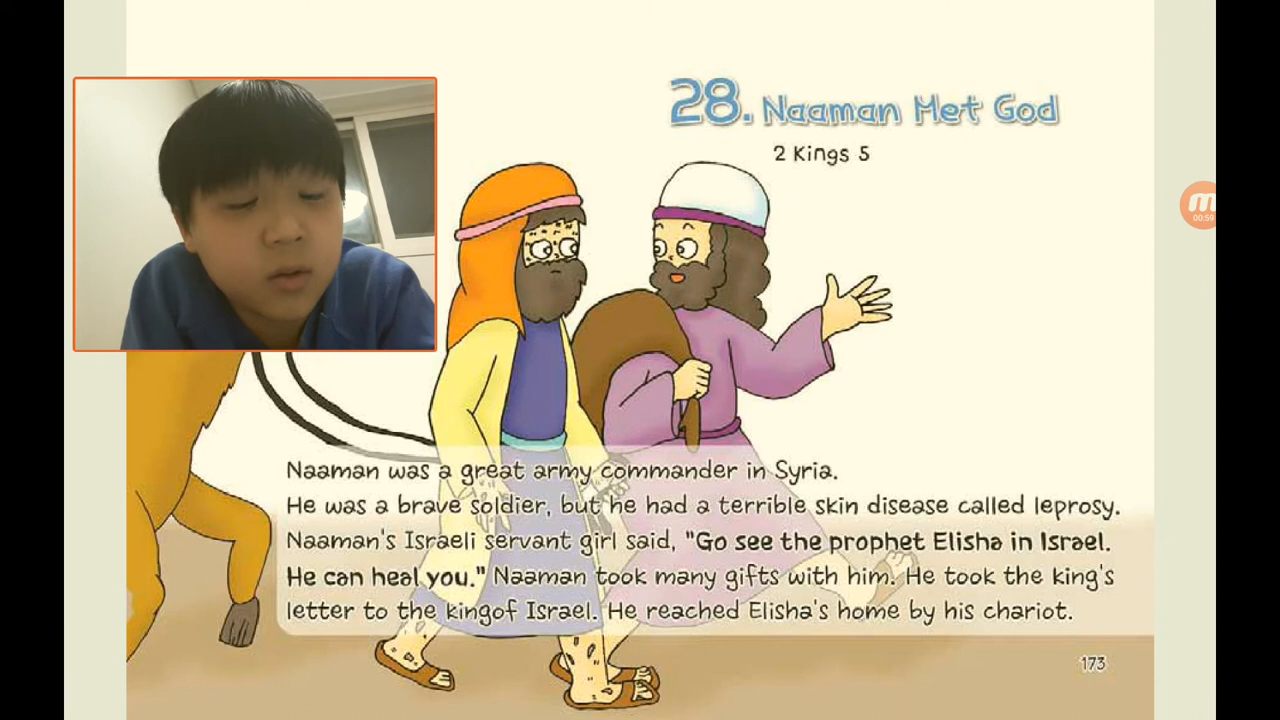 28. Naaman Met God
2 Kings 5
Naaman was a great army commander in Syria.
He was a brave soldier, but he had a terrible skin disease called leprosy.
Naaman's Israeli servant girl said, "Go see the prophet Elisha in Israel.
He can heal you." Naaman took many gifts with him. He took the king's
letter to the kingof Israel. He reached Elisha's home by his chariot.
173
00:59